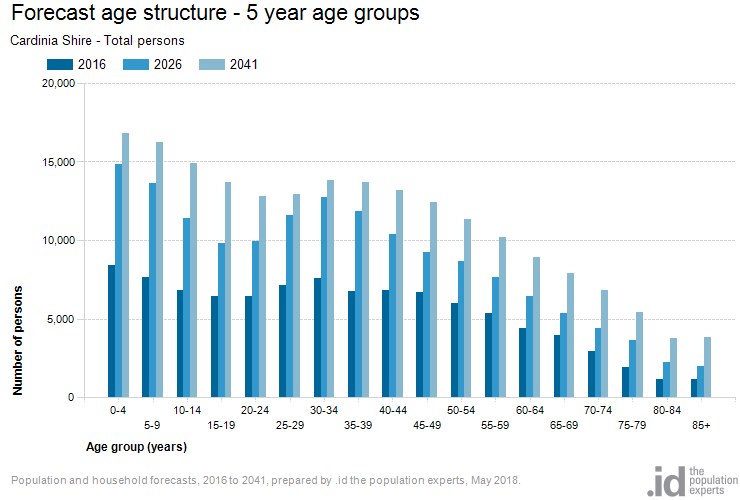 Forecast age structure - 5 year age groups
Cardinia Shire - Total persons
2016 2026 2041
20,000
15,000
10,000
5,000
0
Number of persons
0-4 10-14 20-24 30-34 40-44 50-54 60-64 70-74 80-84
5-9 15-19 25-29 35-39 45-49 55-59 65-69 75-79 85+
Age group (years)
Population and household forecasts, 2016 to 2041, prepared by .id the population experts, May 2018.
.id the population experts